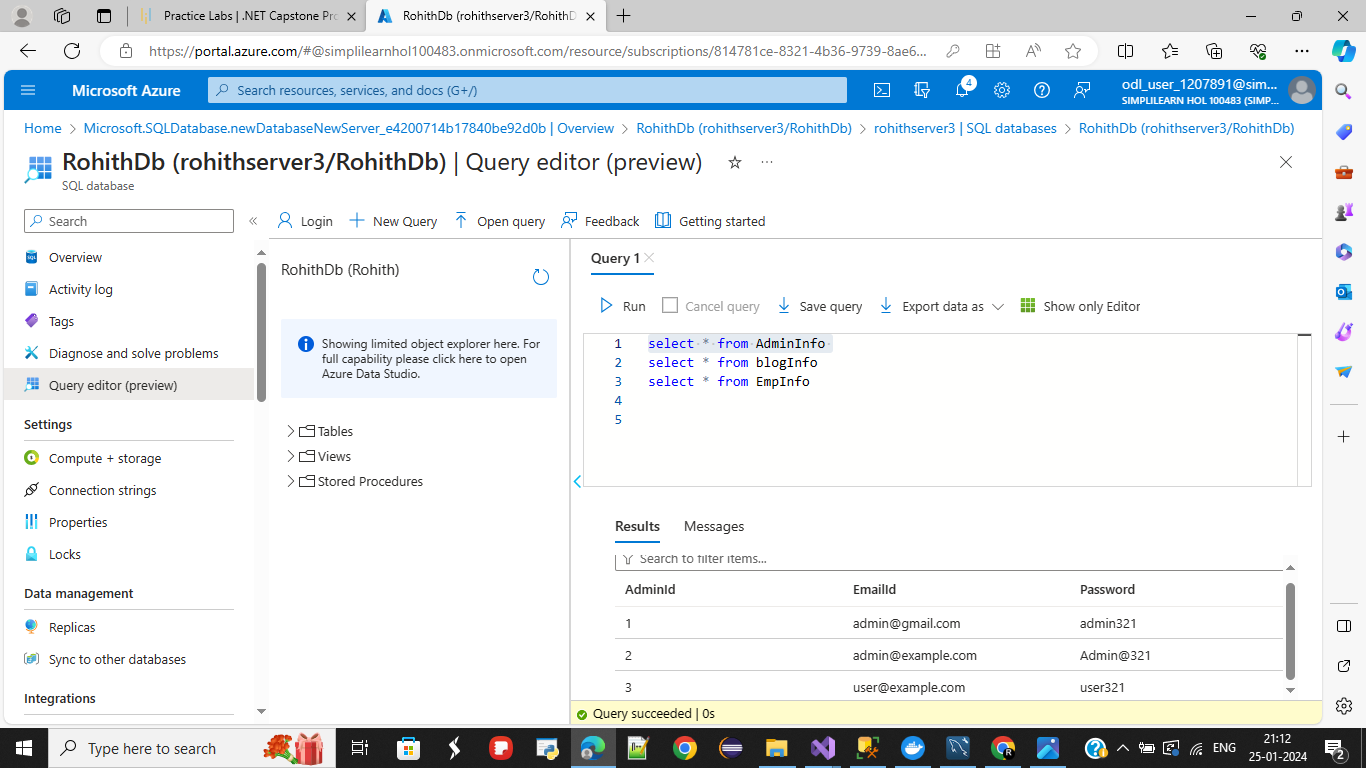 Practice Labs | .NET Capstone Pro
RohithDb (rohithserver3/RohithD
https://portal.azure.com/#@simplilearnhol100483.onmicrosoft.com/resource/subscriptions/814781ce-8321-4b36-9739-8ae6...
Microsoft Azure
Search resources, services, and docs (G+/)
4
odl_user_1207891@sim...
SIMPLILEARN HOL 100483 (SIMP...
Home > Microsoft.SQLDatabase.newDatabaseNewServer_e4200714b17840be92d0b | Overview > RohithDb (rohithserver3/RohithDb) > rohithserver3 | SQL databases > RohithDb (rohithserver3/RohithDb)
RohithDb (rohithserver3/RohithDb) | Query editor (preview)
SQL database
Search
Overview
Activity log
Tags
Diagnose and solve problems
Query editor (preview)
Settings
Compute + storage
Connection strings
Properties
Locks
Data management
Replicas
Sync to other databases
Integrations
Login
New Query
Open query
Feedback
Getting started
RohithDb (Rohith)
Showing limited object explorer here. For
full capability please click here to open
Azure Data Studio.
Tables
Views
Stored Procedures
Query 1
Run
Cancel query
Save query
Export data as
Show only Editor
1 select * from AdminInfo
2 select * from blogInfo
3 select * from EmpInfo
4
5
Results
Messages
Search to filter items...
AdminId EmailId Password
1 admin@gmail.com admin321
2 admin@example.com Admin@321
3 user@example.com user321
Query succeeded | 0s
Type here to search
ENG
21:12
25-01-2024
2